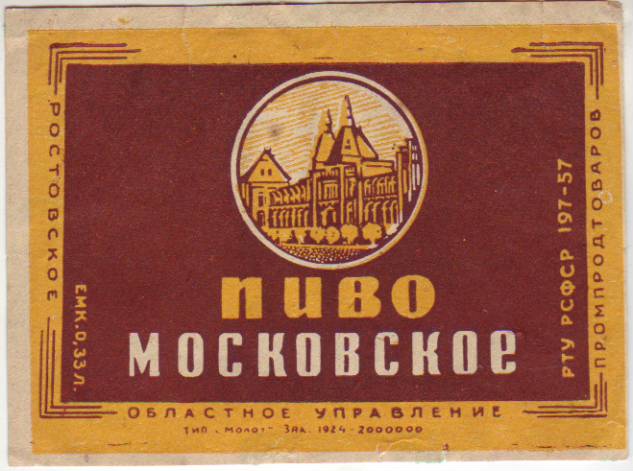 РОСТОВСКОЕ
ЕМК. 0,33 Л.
ПИВО
МОСКОВСКОЕ
РТУ РСФСР 197-57
ПРОМПРОДТОВАРОВ
ОБЛАСТНОЕ УПРАВЛЕНИЕ
ТИП. „МОЛОТ" ЗАК. 1924-2000000